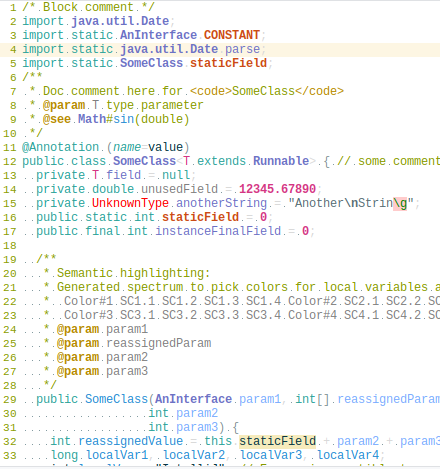 1 /* Block comment */
2 import java.util.Date;
3 import static AnInterface.CONSTANT;
4 import static java.util.Date.parse;
5 import static SomeClass.staticField;
6 /**
7  * Doc comment here for <code>SomeClass</code>
8  * @param T type parameter
9  * @see Math#sin(double)
10  */
11 @Annotation (name=value)
12 public class SomeClass<T extends Runnable> { // some comment
13   private T field = null;
14   private double unusedField = 12345.67890;
15   private UnknownType anotherString = "Another\nStrin\g";
16   public static int staticField = 0;
17   public final int instanceFinalField = 0;
18
19   /**
20    * Semantic highlighting:
21    * Generated spectrum to pick colors for local variables a
22    *  Color#1 SC1.1 SC1.2 SC1.3 SC1.4 Color#2 SC2.1 SC2.2 SC
23    *  Color#3 SC3.1 SC3.2 SC3.3 SC3.4 Color#4 SC4.1 SC4.2 SC
24    * @param param1
25    * @param reassignedParam
26    * @param param2
27    * @param param3
28    */
29   public SomeClass(AnInterface param1, int[] reassignedParam
30                   int param2
31                   int param3) {
32     int reassignedValue = this.staticField + param2 + param3
33     long localVar1, localVar2, localVar3, localVar4;